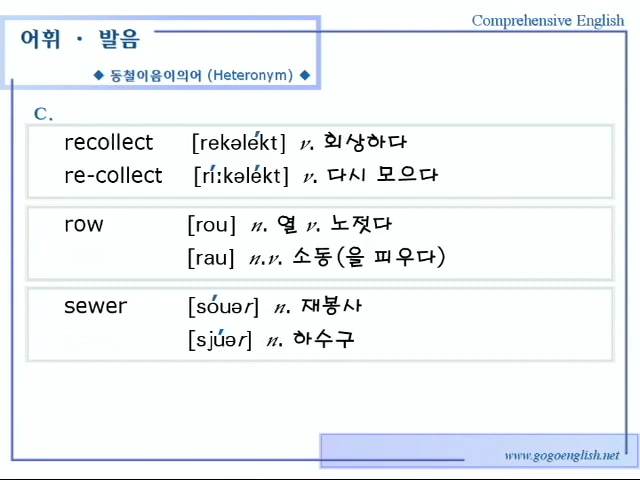 Comprehensive English
어휘 · 발음
◆ 동철이음이의어 (Heteronym) ◆
C.
recollect [rekəlékt] v. 회상하다
re-collect [rí:kəlékt] v. 다시 모으다
row [rou] n. 열 v. 노젓다
[rau] n.v. 소동(을 피우다)
sewer [sóuər] n. 재봉사
[sjúər] n. 하수구
www.gogoenglish.net